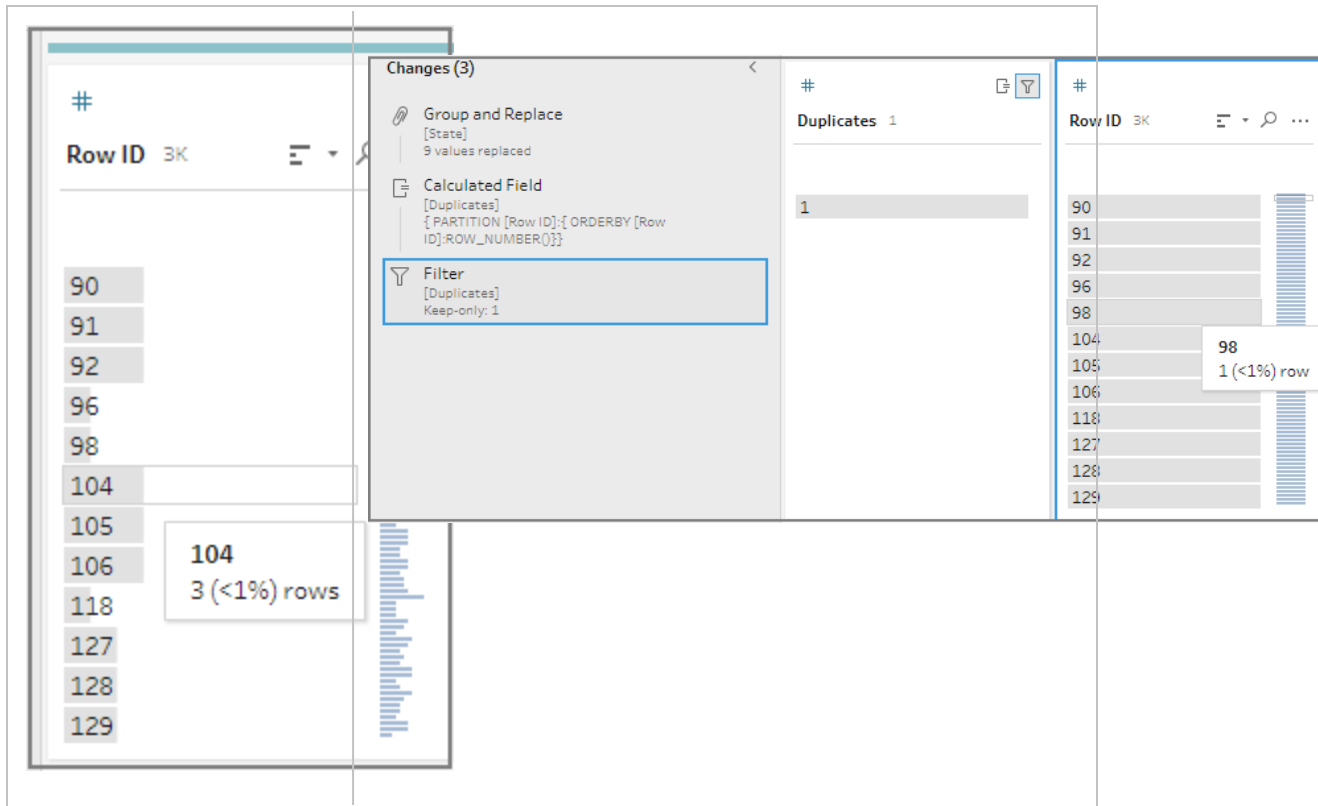 #
Row ID 3K
90
91
92
96
98
104
105
106
118
127
128
129
104
3 (<1%) rows
Changes (3)
Group and Replace
[State]
9 values replaced
Calculated Field
[Duplicates]
{ PARTITION [Row ID]:{ ORDERBY [Row
ID]:ROW_NUMBER()}}
Filter
[Duplicates]
Keep-only: 1
#
Duplicates 1
1
#
Row ID 3K
90
91
92
96
98
104
105
106
118
127
128
129
98
1 (<1%) row